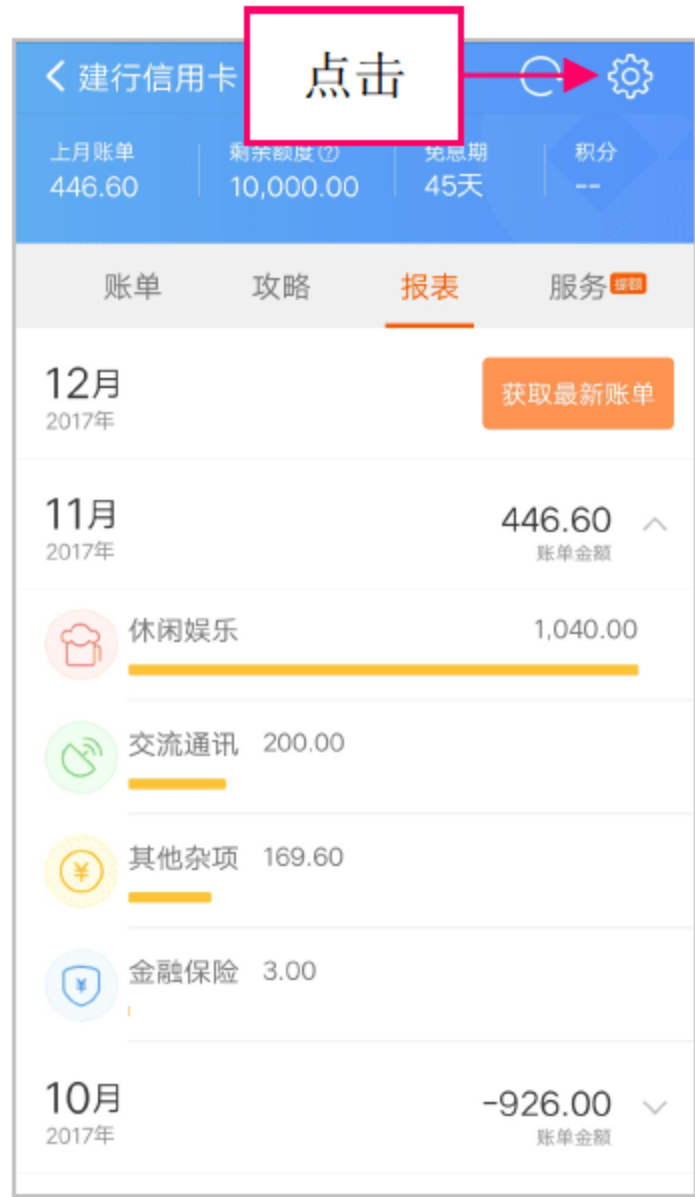 点击
建行信用卡
上月账单 剩余额度? 免息期 积分
446.60 10,000.00 45天 --
账单 攻略 报表 服务 提额
12月
获取最新账单
2017年
11月 446.60
2017年 账单金额
休闲娱乐 1,040.00
交流通讯 200.00
¥ 其他杂项 169.60
¥ 金融保险 3.00
10月 -926.00
2017年 账单金额